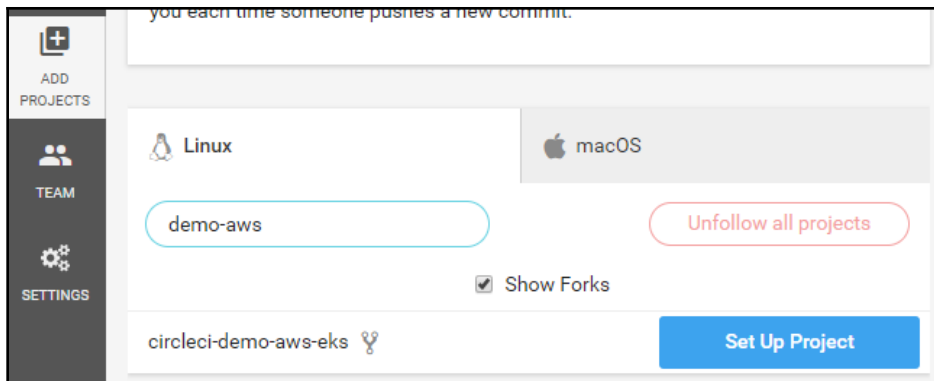 you each time someone pushes a new commit.
ADD
PROJECTS
Linux
macOS
TEAM
demo-aws
Unfollow all projects
Show Forks
SETTINGS
circleci-demo-aws-eks
Set Up Project